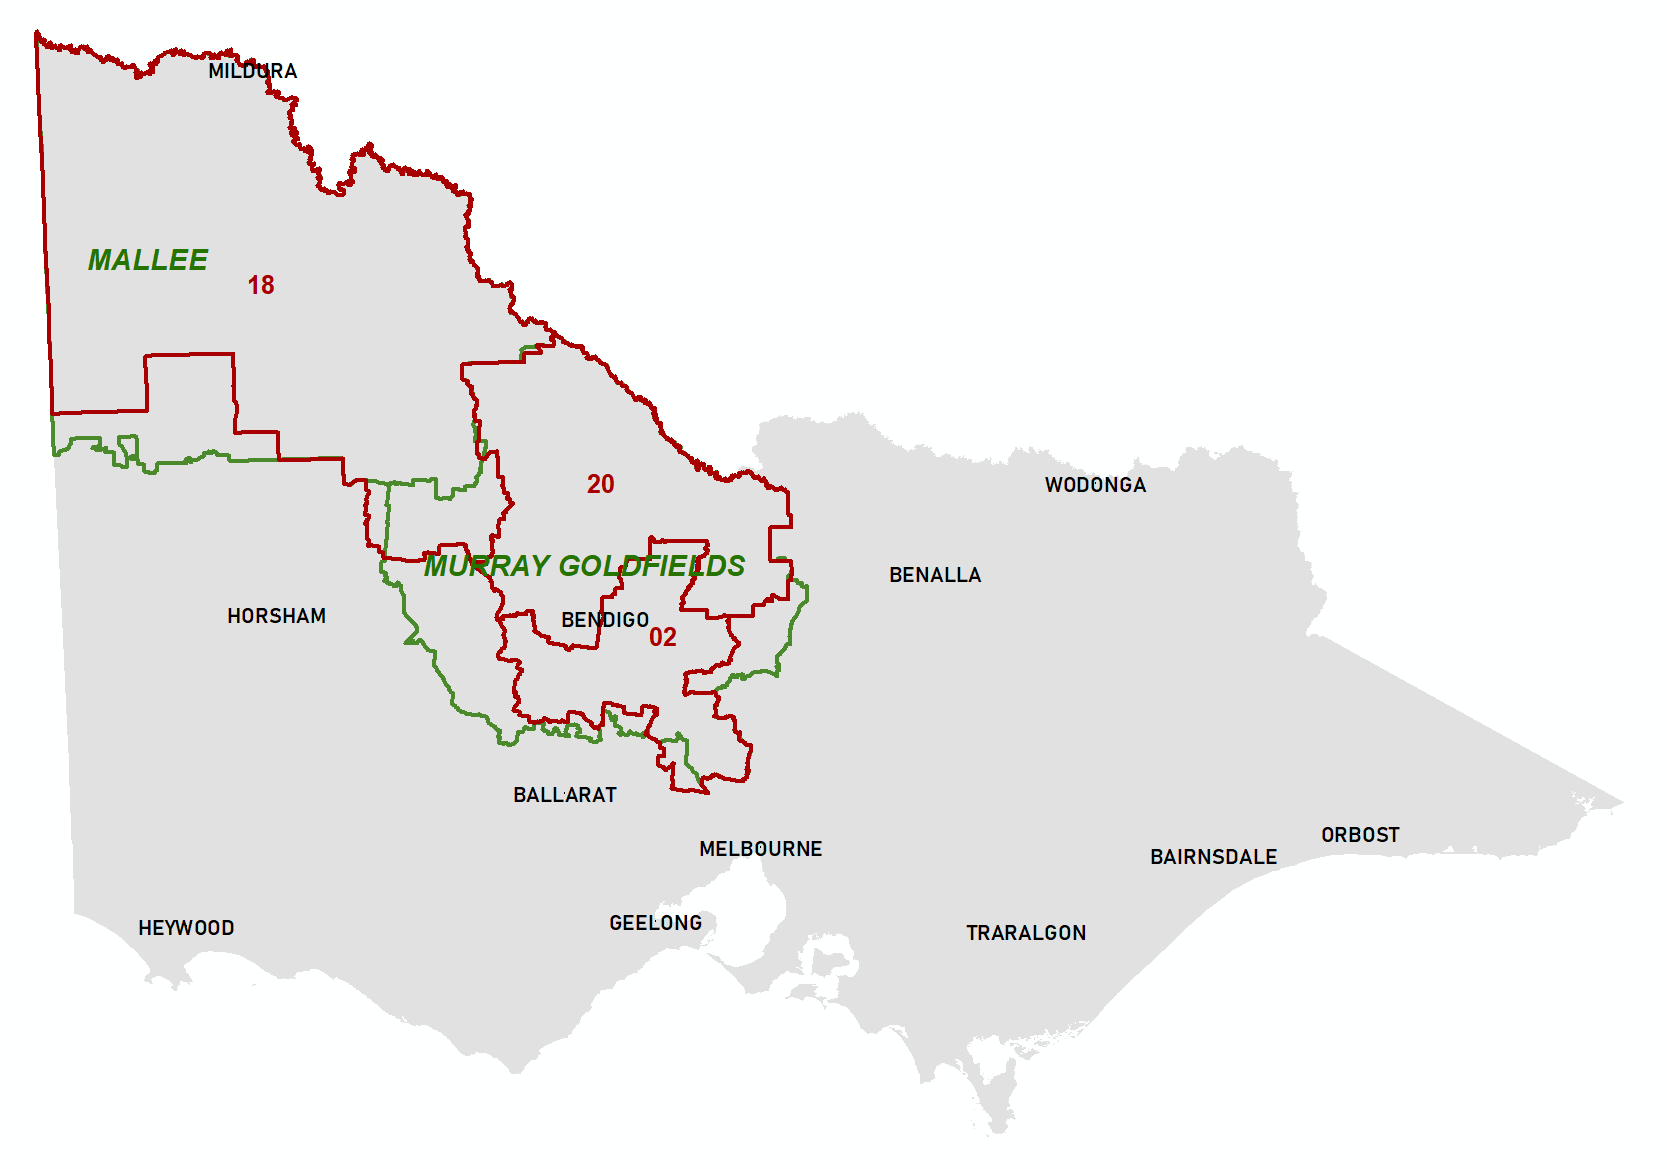 MILDURA
MALLEE
18
20
WODONGA
MURRAY GOLDFIELDS
BENALLA
HORSHAM
BENDIGO
02
BALLARAT
ORBOST
MELBOURNE
BAIRNSDALE
HEYWOOD
GEELONG
TRARALGON